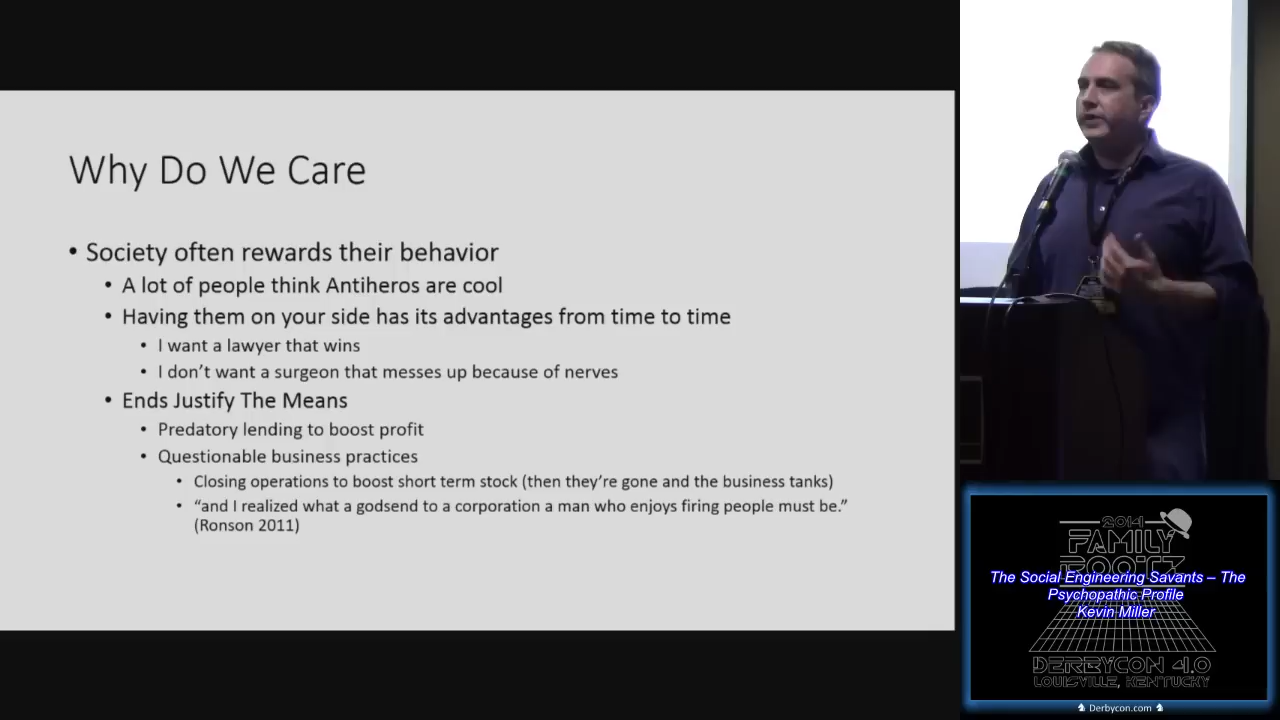 Why Do We Care
• Society often rewards their behavior
• A lot of people think Antiheros are cool
• Having them on your side has its advantages from time to time
• I want a lawyer that wins
• I don't want a surgeon that messes up because of nerves
• Ends Justify The Means
• Predatory lending to boost profit
• Questionable business practices
• Closing operations to boost short term stock (then they're gone and the business tanks)
• "and I realized what a godsend to a corporation a man who enjoys firing people must be."
(Ronson 2011)
2014
FAMILY
ROOTZ
The Social Engineering Savants – The
Psychopathic Profile
Kevin Miller
DERBYCON 4.0
LOUISVILLE, KENTUCKY
Derbycon.com